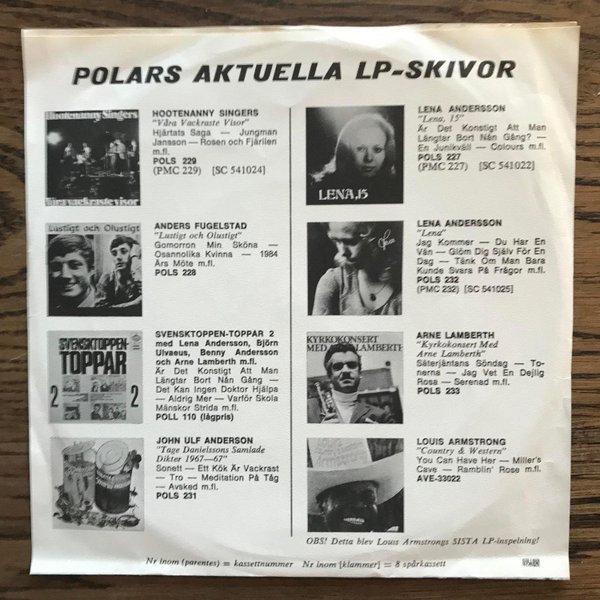 POLARS AKTUELLA LP-SKIVOR
Hootenanny Singers
Våra vackraste visor
HOOTENANNY SINGERS
"Våra Vackraste Visor"
Hjärtats Saga — Jungman
Jansson — Rosen och Fjärilen
m.fl.
POLS 229
(PMC 229) [SC 541024]
Lustigt och Olustigt
ANDERS FUGELSTAD
"Lustigt och Olustigt"
Gomorron Min Sköna —
Osannolika Kvinna — 1984
Års Möte m.fl.
POLS 228
SVENSKTOPPEN-
TOPPAR
2 2
SVENSKTOPPEN-TOPPAR 2
med Lena Andersson, Björn
Ulvaeus, Benny Andersson
och Arne Lamberth m.fl.
Är Det Konstigt Att Man
Längtar Bort Nån Gång —
Det Kan Ingen Doktor Hjälpa
— Aldrig Mer — Varför Skola
Mänskor Strida m.fl.
POLL 110 (lågpris)
JOHN ULF ANDERSON
"Tage Danielssons Samlade
Dikter 1967—67"
Sonett — Ett Kök Är Vackrast
— Tro — Meditation På Tåg
— Avsked m.fl.
POLS 231
LENA,15
LENA ANDERSSON
"Lena, 15"
Är Det Konstigt Att Man
Längtar Bort Nån Gång? —
En Junikväll — Colours m.fl.
POLS 227
(PMC 227) [SC 541022]
Lena
LENA ANDERSSON
"Lena"
Jag Kommer — Du Har En
Vän — Glöm Dig Själv För En
Dag — Tänk Om Man Bara
Kunde Svara På Frågor m.fl.
POLS 232
(PMC 232) [SC 541025]
KYRKOKONSERT
MED ARNE LAMBERTH
ARNE LAMBERTH
"Kyrkokonsert Med
Arne Lamberth"
Säterjäntans Söndag — To-
nerna — Jag Vet En Dejlig
Rosa — Serenad m.fl.
POLS 233
LOUIS ARMSTRONG
"Country & Western"
You Can Have Her — Miller's
Cave — Ramblin' Rose m.fl.
AVE-33022
OBS! Detta blev Louis Armstrongs SISTA LP-inspelning!
Nr inom (parentes) = kassettnummer Nr inom [klammer] = 8 spårkassett